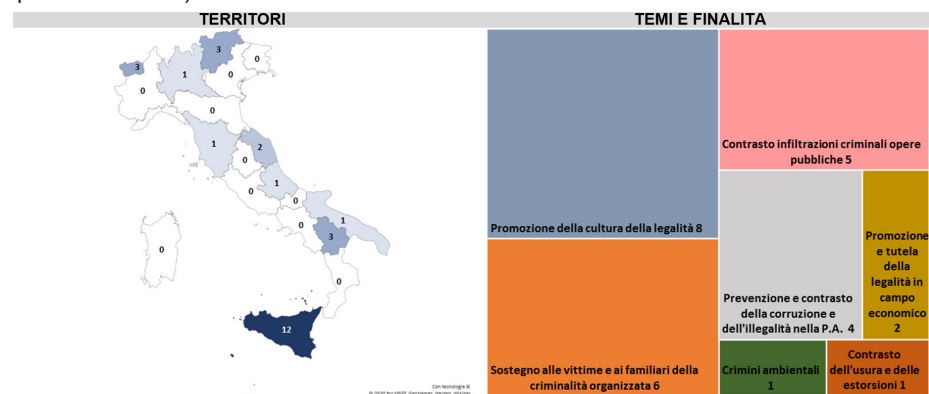 TERRITORI
3
0
3
1
0
0
0
1
2
0
1
0
0
0
1
3
0
0
12
Con tecnologia di
TEMI E FINALITA
Promozione della cultura della legalità 8
Contrasto infiltrazioni criminali opere
pubbliche 5
Sostegno alle vittime e ai familiari della
criminalità organizzata 6
Prevenzione e contrasto
della corruzione e
dell'illegalità nella P.A. 4
Promozione
e tutela
della
legalità in
campo
economico
2
Crimini ambientali
1
Contrasto
dell'usura e delle
estorsioni 1